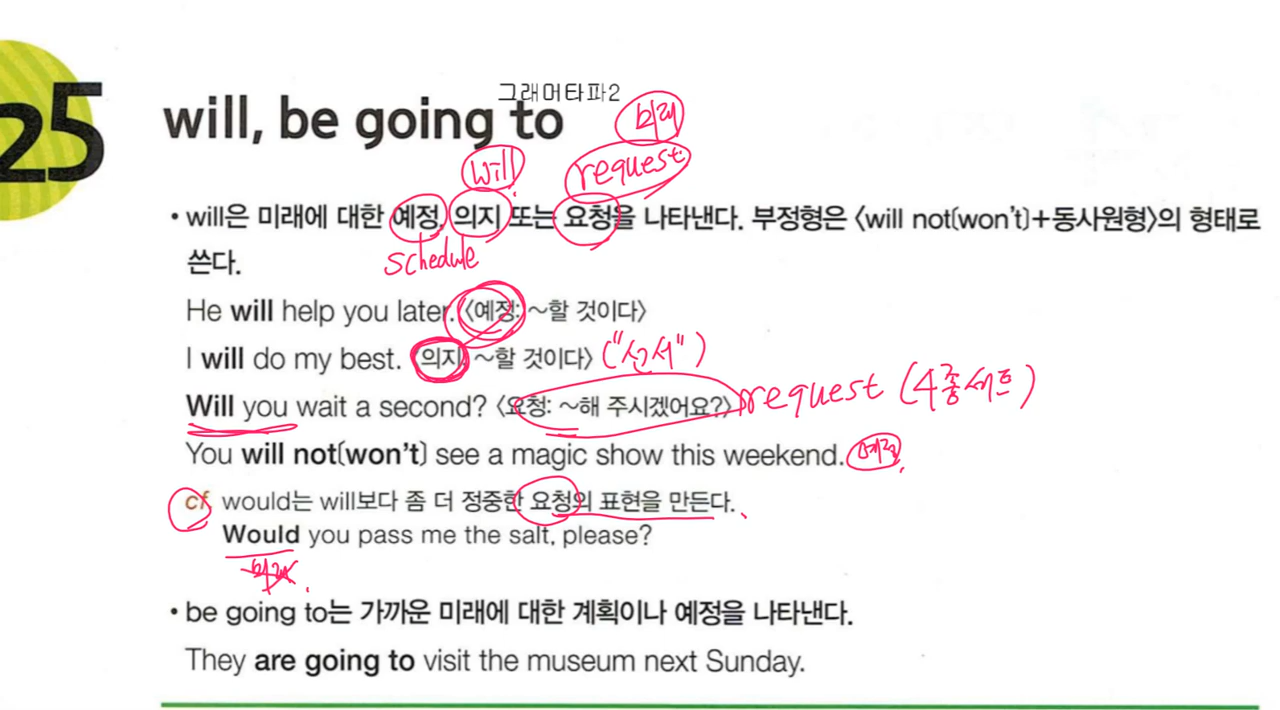 25
그래머타파2
will, be going to
미래
will
request
• will은 미래에 대한 예정, 의지 또는 요청을 나타낸다. 부정형은 〈will not(won't)+동사원형〉의 형태로
schedule
쓴다.
He will help you later. 〈예정: ~할 것이다〉
I will do my best. 의지 ~할 것이다〉 ("선서")
Will you wait a second? 〈요청: ~해 주시겠어요?〉 request (4종세트)
You will not(won't) see a magic show this weekend. 예정
cf would는 will보다 좀 더 정중한 요청의 표현을 만든다.
Would you pass me the salt, please?
• be going to는 가까운 미래에 대한 계획이나 예정을 나타낸다.
They are going to visit the museum next Sunday.